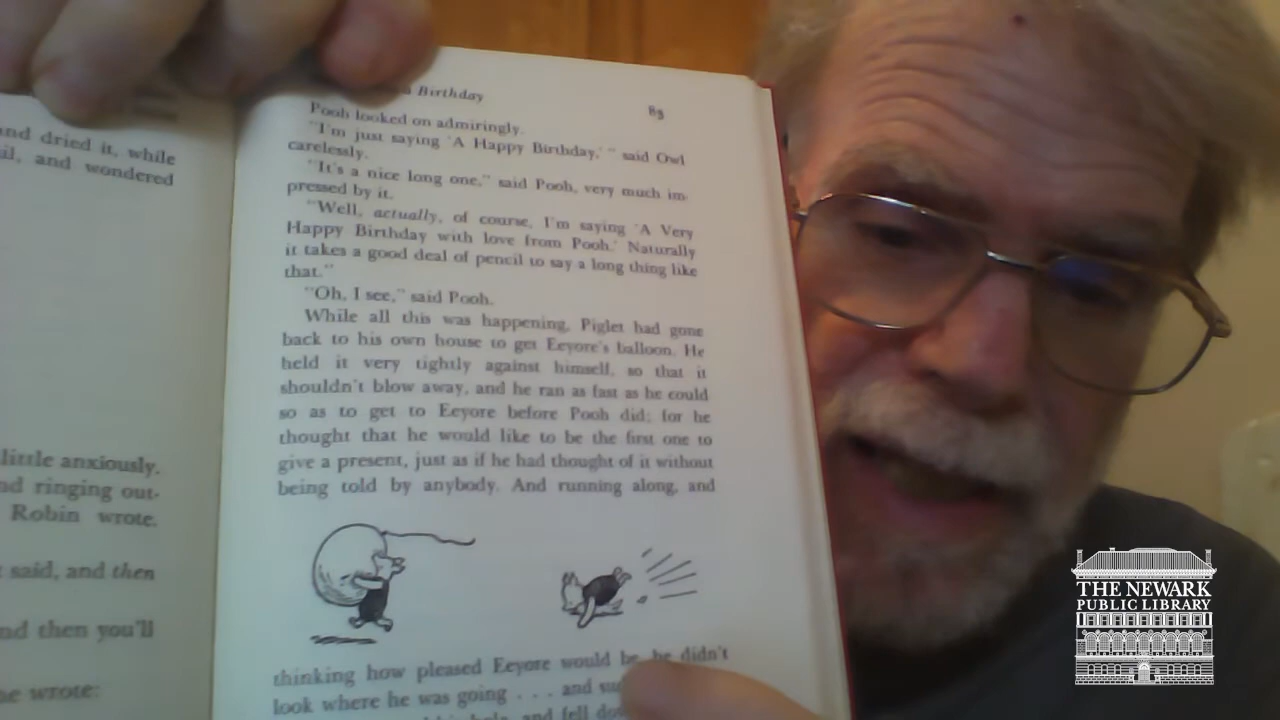 and dried it, while
and wondered
little anxiously.
nd ringing out-
Robin wrote.
said, and then
nd then you'll
wrote:
Birthday
83
Pooh looked on admiringly.
"I'm just saying 'A Happy Birthday,'" said Owl
carelessly.
"It's a nice long one," said Pooh, very much im-
pressed by it.
"Well, actually, of course, I'm saying 'A Very
Happy Birthday with love from Pooh.' Naturally
it takes a good deal of pencil to say a long thing like
that."
"Oh, I see," said Pooh.
While all this was happening, Piglet had gone
back to his own house to get Eeyore's balloon. He
held it very tightly against himself, so that it
shouldn't blow away, and he ran as fast as he could
so as to get to Eeyore before Pooh did; for he
thought that he would like to be the first one to
give a present, just as if he had thought of it without
being told by anybody. And running along, and
thinking how pleased Eeyore would be, he didn't
look where he was going . . . and
and fell
THE NEWARK
PUBLIC LIBRARY